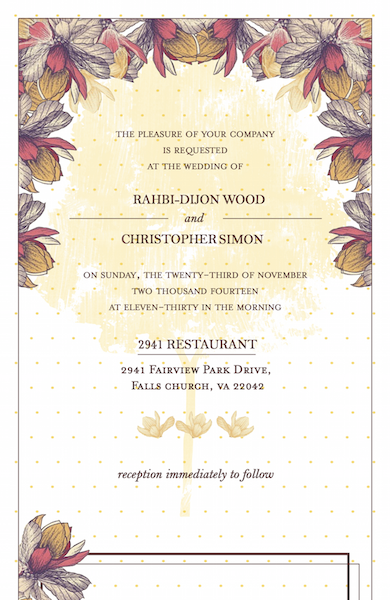 THE PLEASURE OF YOUR COMPANY
IS REQUESTED
AT THE WEDDING OF
RAHBI-DIJON WOOD
and
CHRISTOPHER SIMON
ON SUNDAY, THE TWENTY-THIRD OF NOVEMBER
TWO THOUSAND FOURTEEN
AT ELEVEN-THIRTY IN THE MORNING
2941 RESTAURANT
2941 FAIRVIEW PARK DRIVE,
FALLS CHURCH, VA 22042
reception immediately to follow